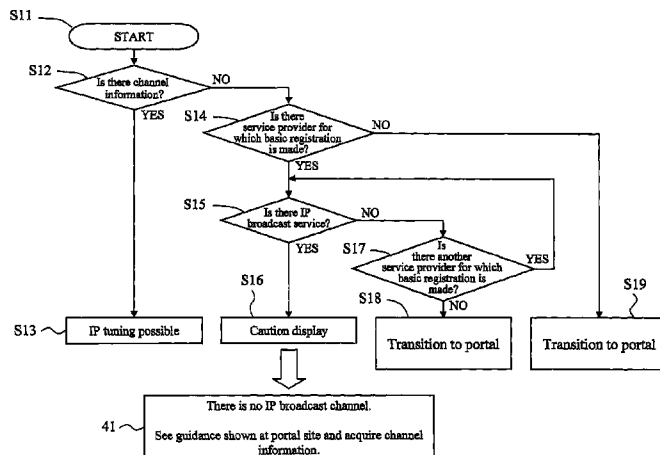 S11
START
S12
Is there channel
information?
NO
YES
S14
Is there
service provider for
which basic registration
is made?
NO
YES
S15
Is there IP
broadcast service?
NO
YES
S17
Is
there another
service provider for which
basic registration is
made?
YES
NO
S13
IP tuning possible
S16
Caution display
S18
Transition to portal
S19
Transition to portal
41
There is no IP broadcast channel.
See guidance shown at portal site and acquire channel
information.